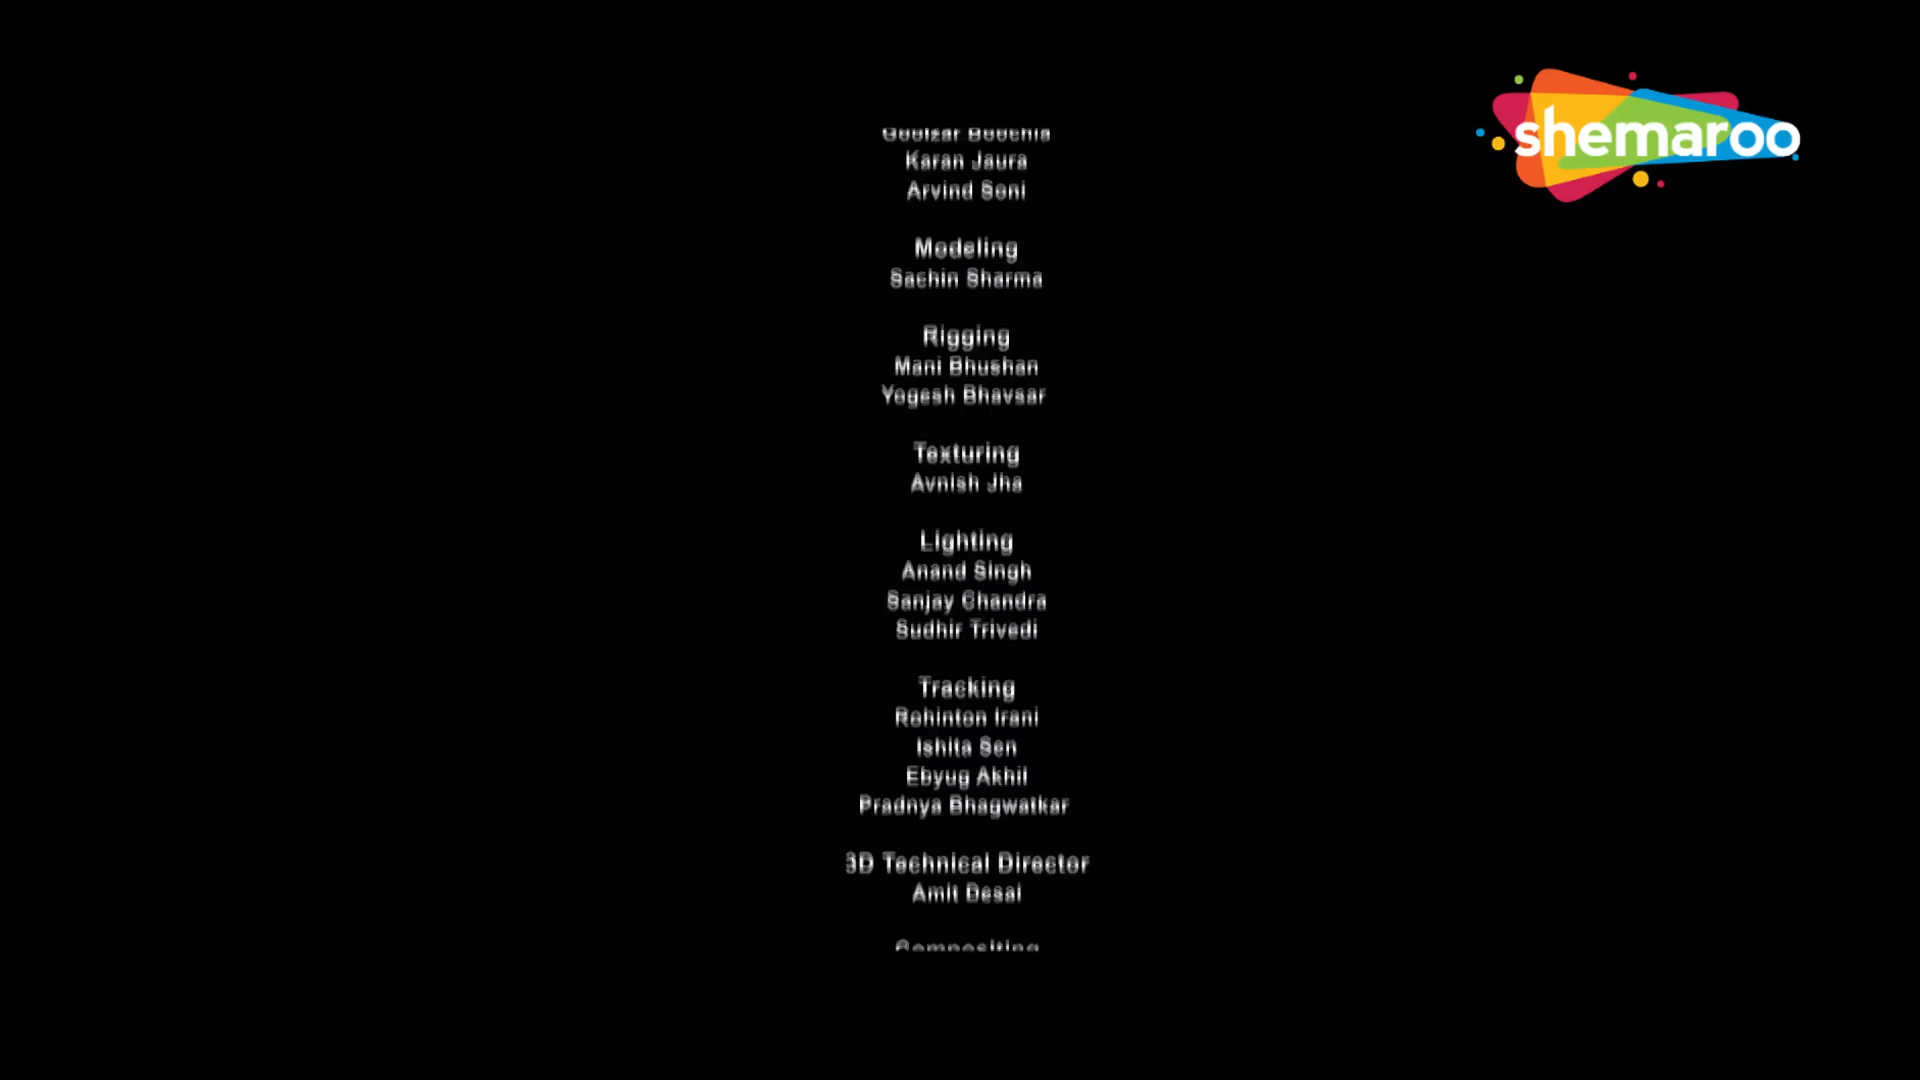 shemaroo
Karan Jaura
Arvind Soni
Modeling
Sachin Sharma
Rigging
Mani Bhushan
Yogesh Bhavsar
Texturing
Avnish Jha
Lighting
Anand Singh
Sanjay Chandra
Sudhir Trivedi
Tracking
Rohinton Irani
Ishita Sen
Ebyug Akhil
Pradnya Bhagwatkar
3D Technical Director
Amit Desai
Compositing